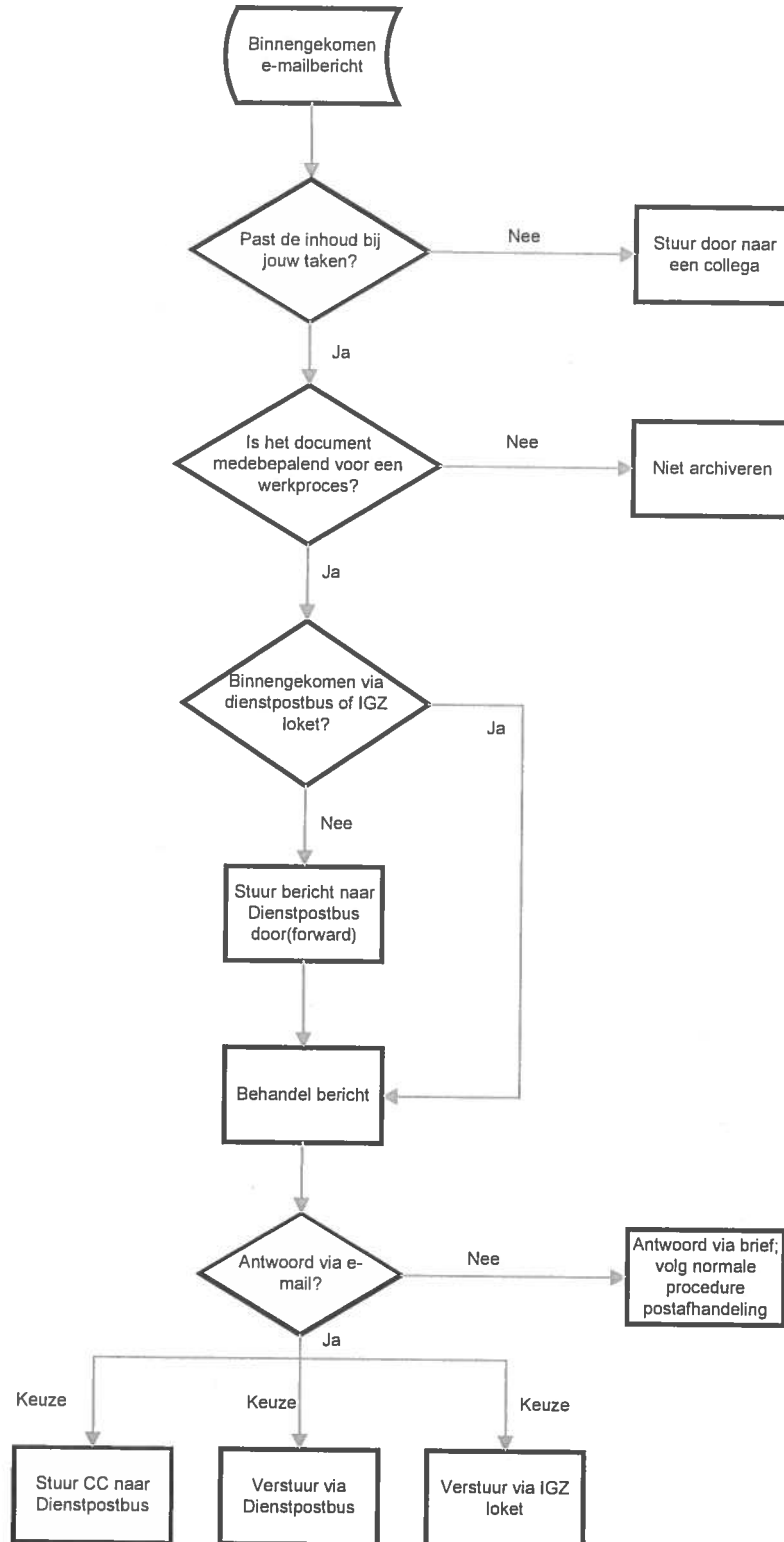 Binnengekomen
e-mailbericht
Past de inhoud bij
jouw taken?
Nee
Stuur door naar
een collega
Ja
Is het document
medebepalend voor een
werkproces?
Nee
Niet archiveren
Ja
Binnengekomen via
dienstpostbus of IGZ
loket?
Ja
Nee
Stuur bericht naar
Dienstpostbus
door(forward)
Behandel bericht
Antwoord via e-
mail?
Nee
Antwoord via brief;
volg normale
procedure
postafhandeling
Ja
Keuze
Keuze
Keuze
Stuur CC naar
Dienstpostbus
Verstuur via
Dienstpostbus
Verstuur via IGZ
loket